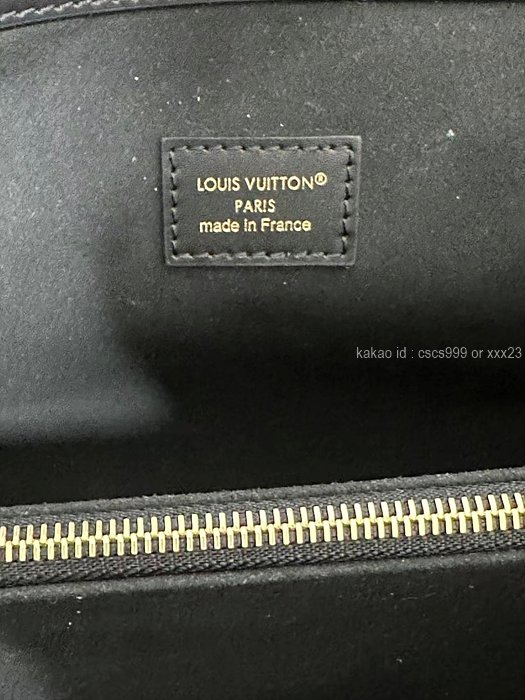 LOUIS VUITTON®
PARIS
made in France
kakao id : cscs999 or xxx23